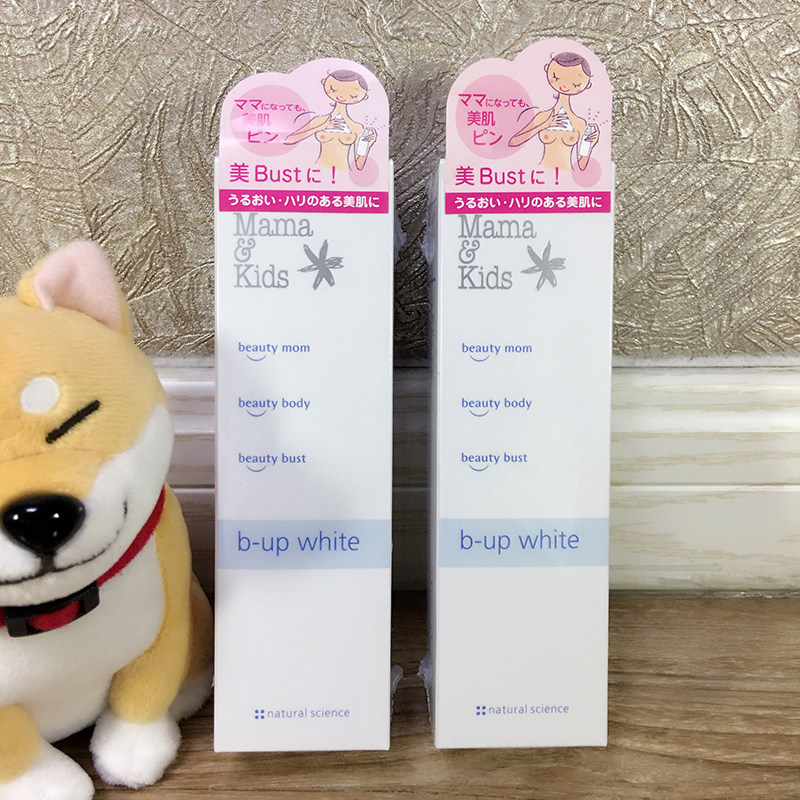 ママになっても、
美肌
ピン
美Bustに！
うるおい・ハリのある美肌に
Mama
&
Kids
beauty mom
beauty body
beauty bust
b-up white
natural science
ママになっても、
美肌
ピン
美Bustに！
うるおい・ハリのある美肌に
Mama
&
Kids
beauty mom
beauty body
beauty bust
b-up white
natural science